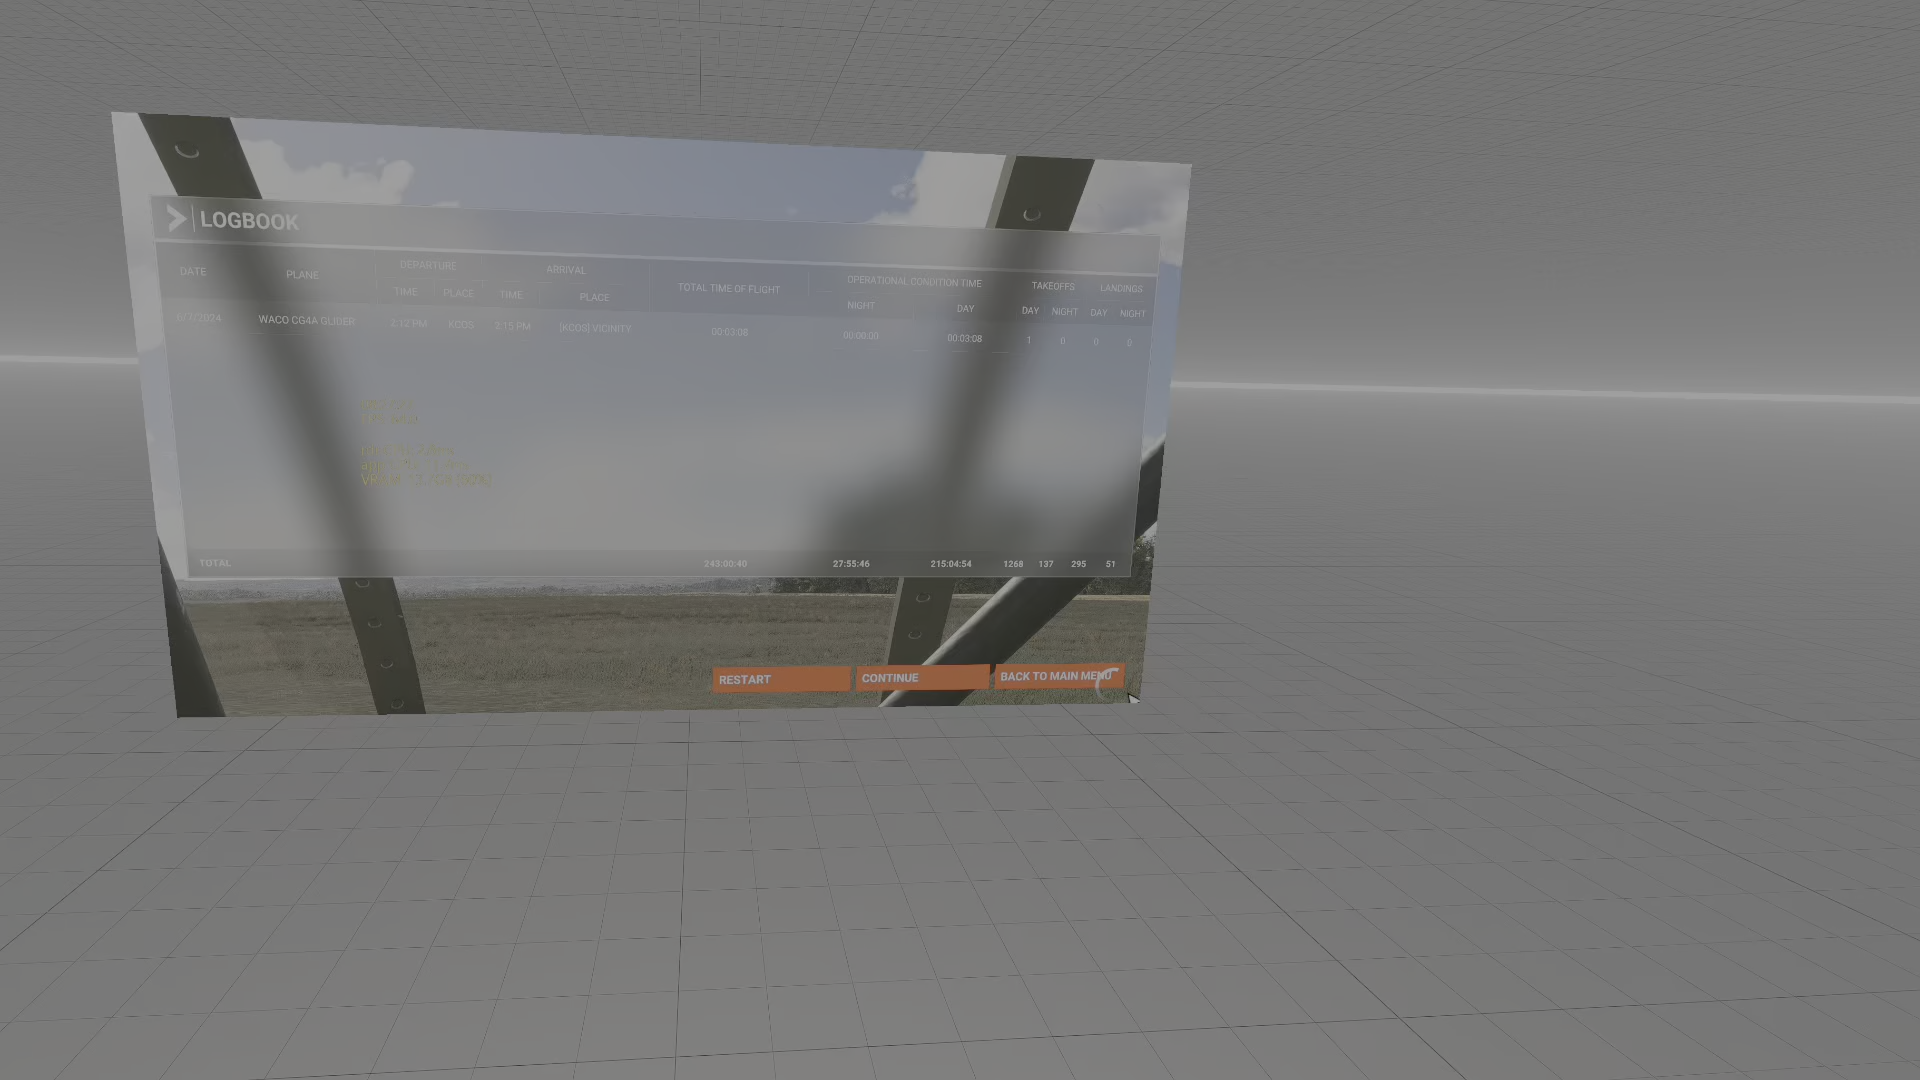 LOGBOOK
DATE PLANE DEPARTURE ARRIVAL TOTAL TIME OF FLIGHT OPERATIONAL CONDITION TIME TAKEOFFS LANDINGS
TIME PLACE TIME PLACE NIGHT DAY DAY NIGHT DAY NIGHT
6/7/2024 WACO CG4A GLIDER 2:12 PM KCOS 2:15 PM [KCOS] VICINITY 00:03:08 00:00:00 00:03:08 1 0 0 0
TOTAL 243:00:40 27:55:46 215:04:54 1268 137 295 51
RESTART CONTINUE BACK TO MAIN MENU